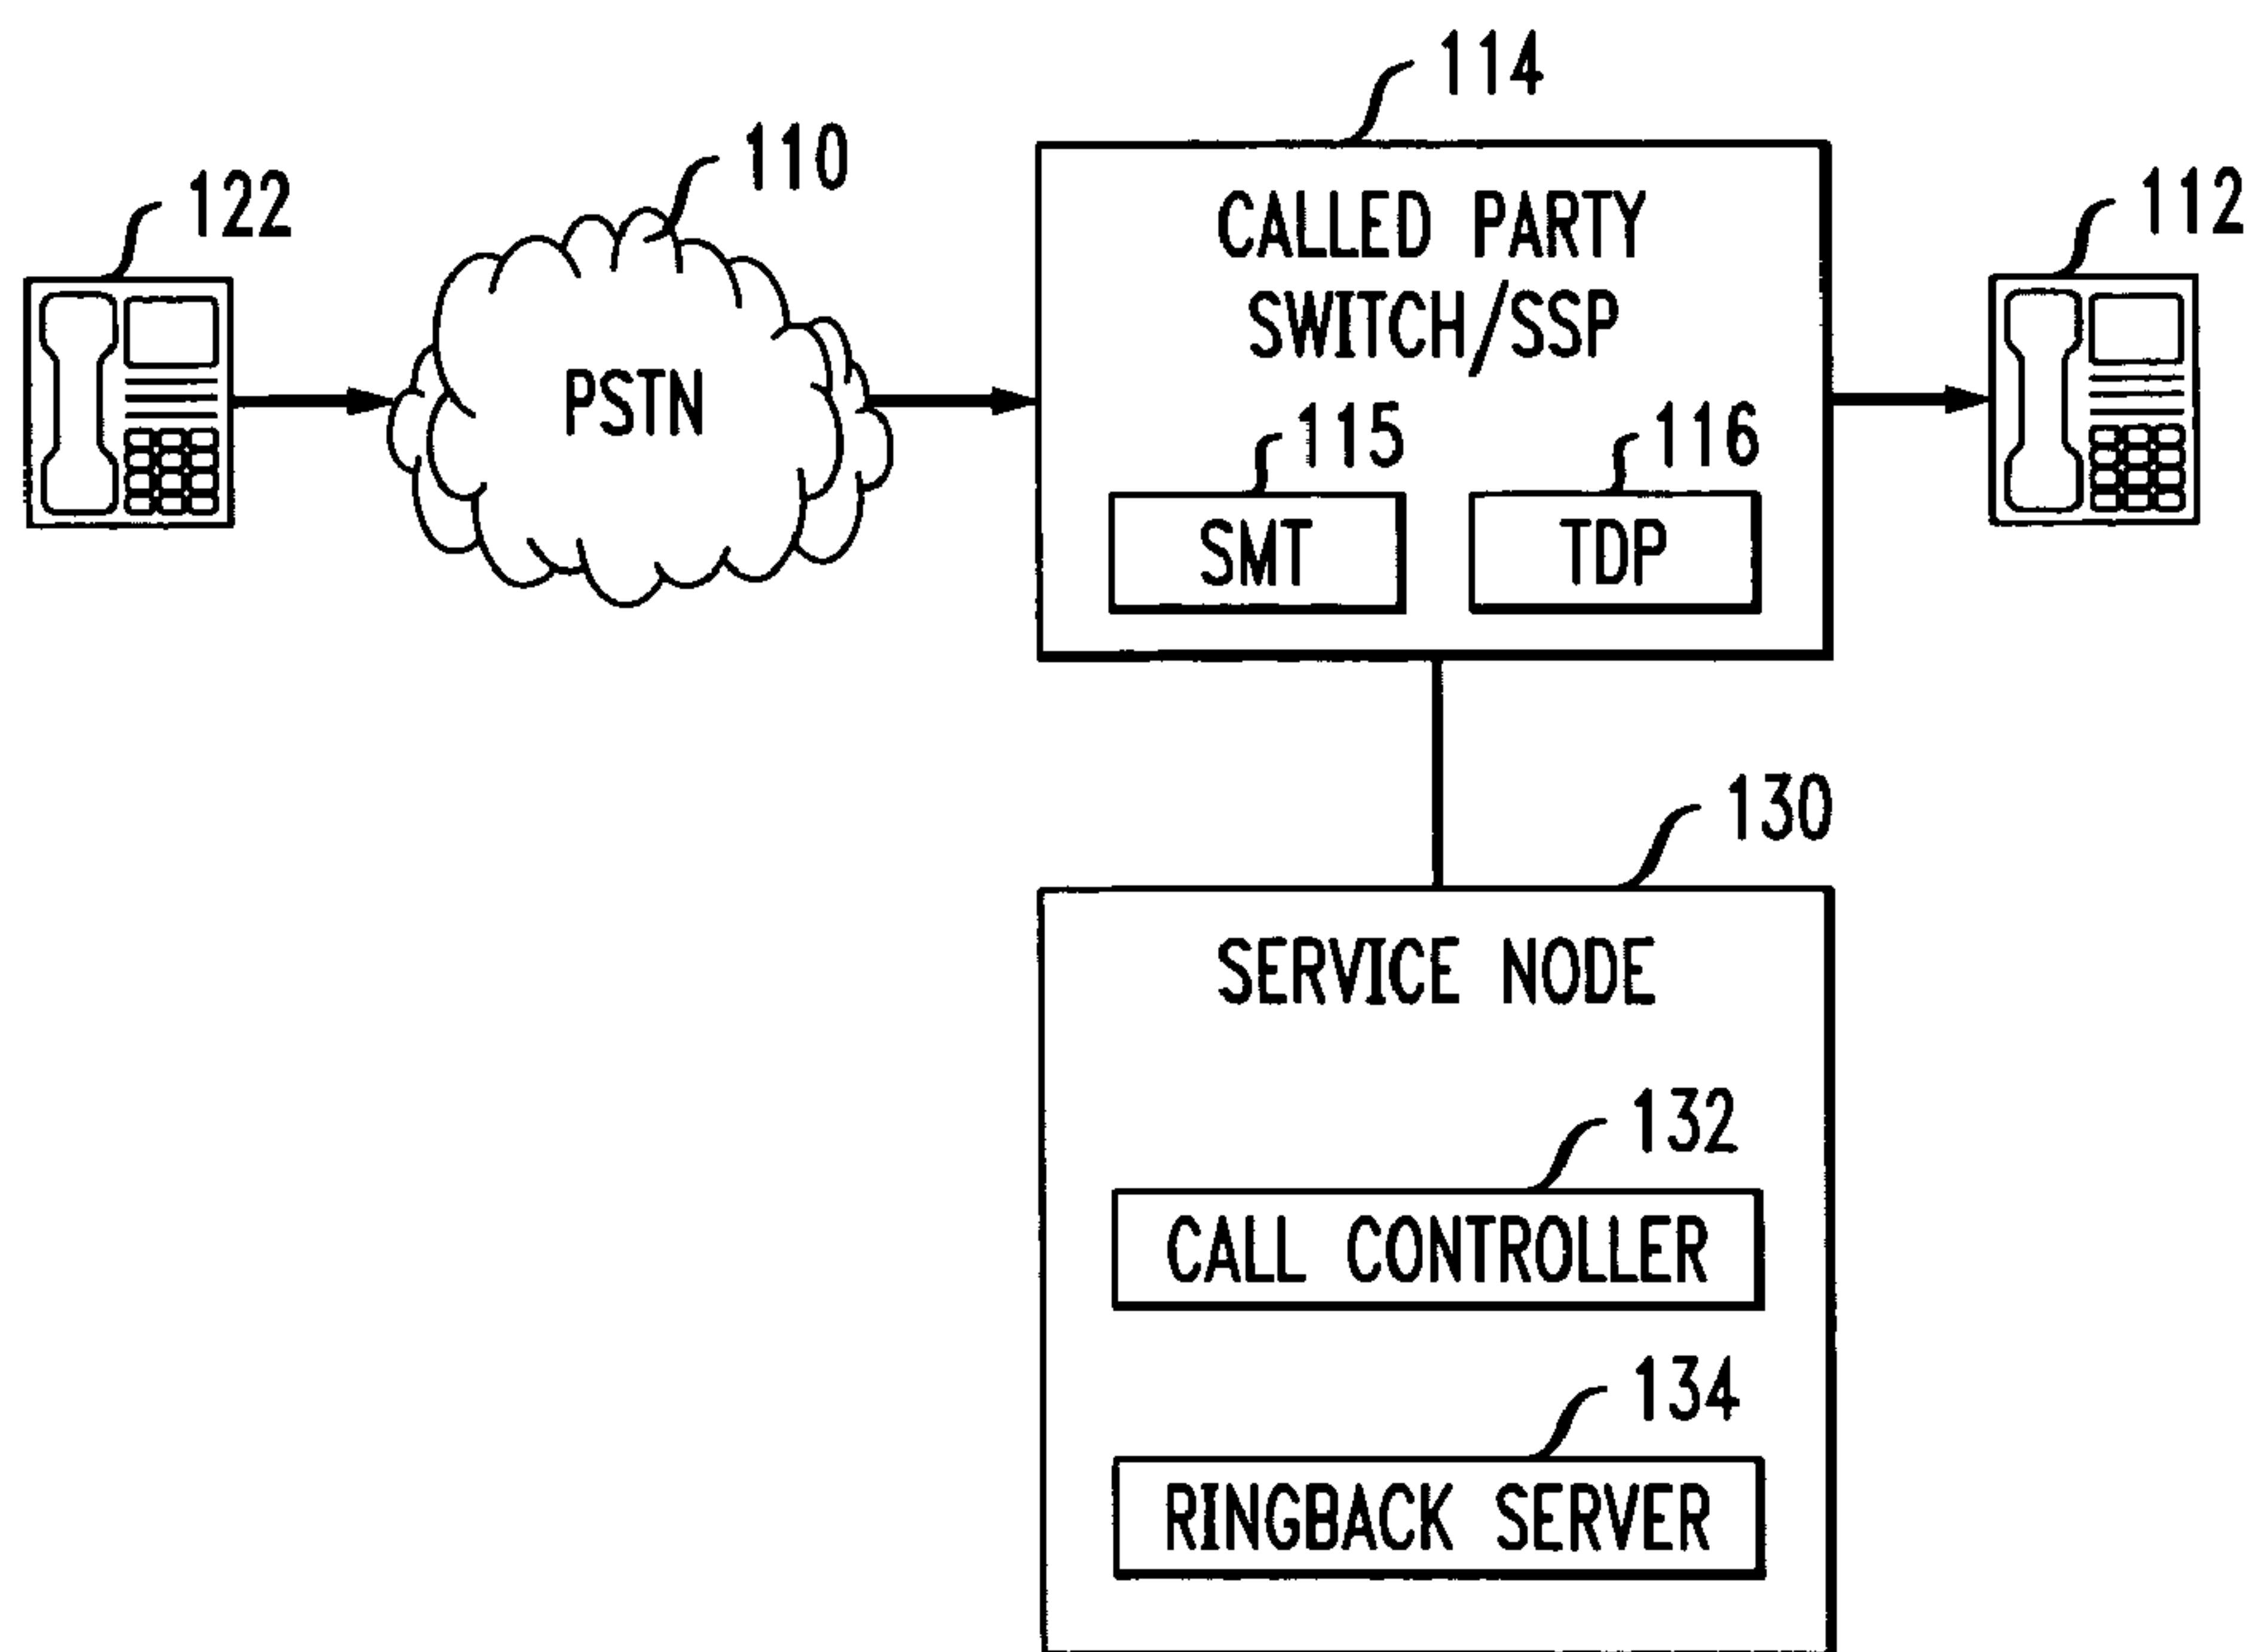 114
110
122
112
CALLED PARTY
SWITCH/SSP
PSTN
115
116
SMT
TDP
130
SERVICE NODE
132
CALL CONTROLLER
134
RINGBACK SERVER